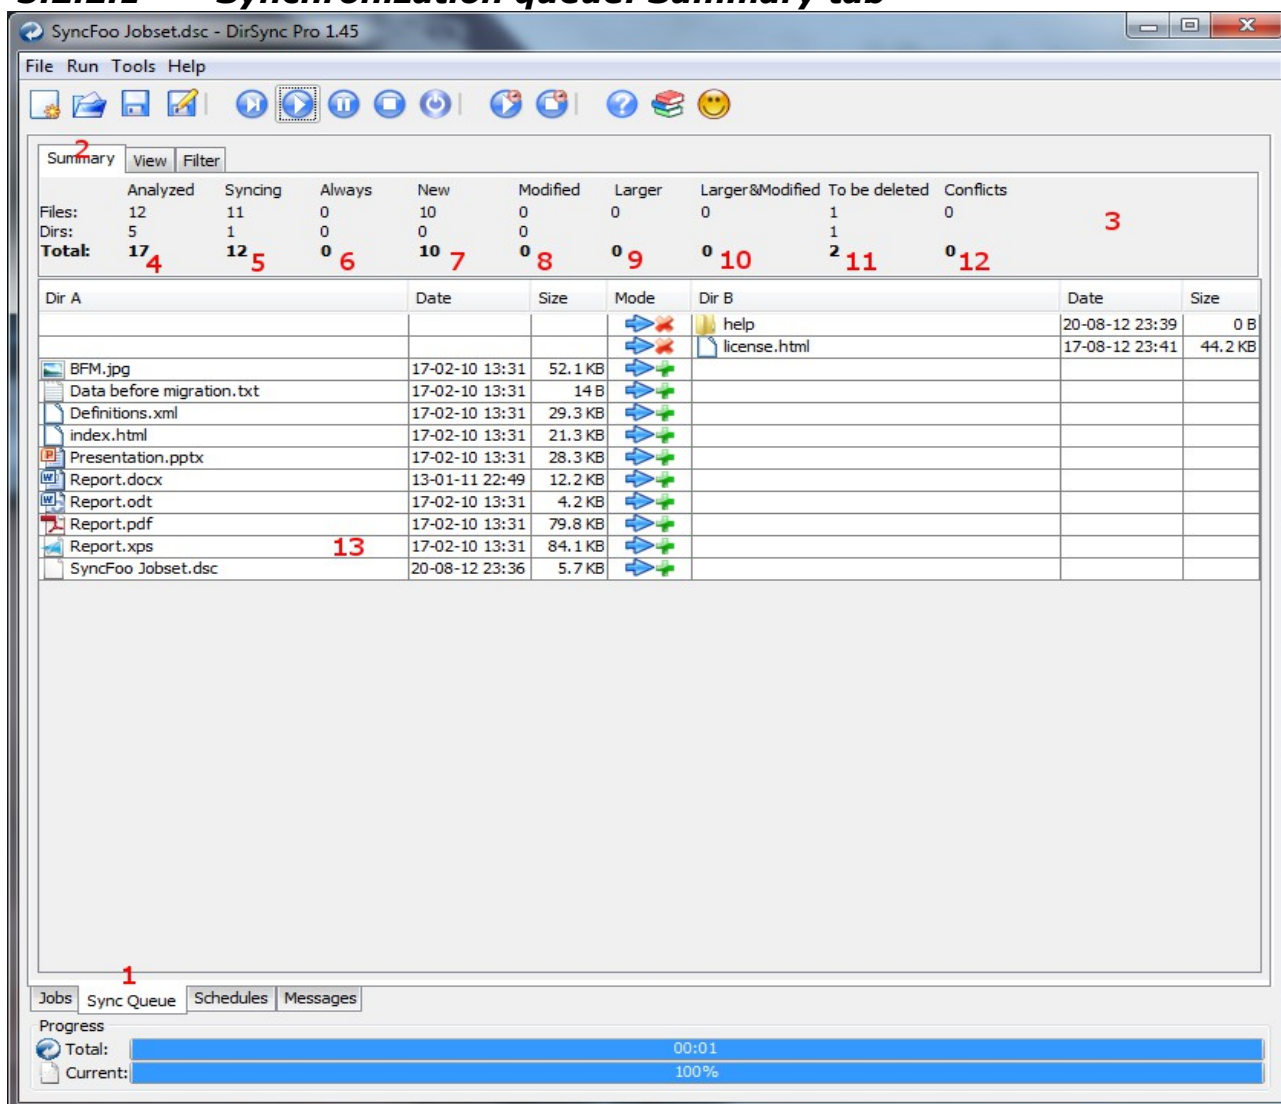 Synchronization queue: Summary tab
SyncFoo Jobset.dsc - DirSync Pro 1.45
File Run Tools Help
2
Summary View Filter
Analyzed Syncing Always New Modified Larger Larger&Modified To be deleted Conflicts
Files: 12 11 0 10 0 0 0 1 0
3
Dirs: 5 1 0 0 0 1
Total: 17 12 0 10 0 0 0 2 0
4 5 6 7 8 9 10 11 12
Dir A Date Size Mode Dir B Date Size
help 20-08-12 23:39 0 B
license.html 17-08-12 23:41 44.2 KB
BFM.jpg 17-02-10 13:31 52.1 KB
Data before migration.txt 17-02-10 13:31 14 B
Definitions.xml 17-02-10 13:31 29.3 KB
index.html 17-02-10 13:31 21.3 KB
Presentation.pptx 17-02-10 13:31 28.3 KB
Report.docx 13-01-11 22:49 12.2 KB
Report.odt 17-02-10 13:31 4.2 KB
Report.pdf 17-02-10 13:31 79.8 KB
Report.xps 13 17-02-10 13:31 84.1 KB
SyncFoo Jobset.dsc 20-08-12 23:36 5.7 KB
1
Jobs Sync Queue Schedules Messages
Progress
Total: 00:01
Current: 100%